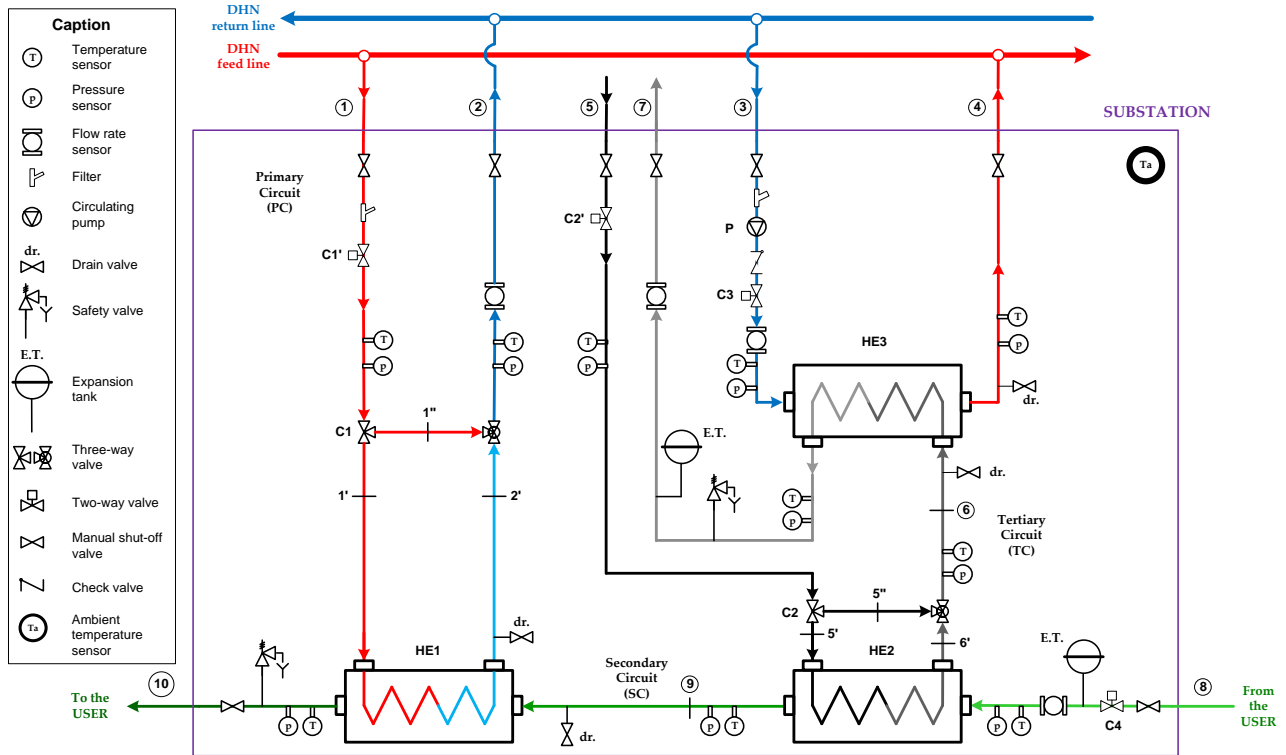 Caption
T
Temperature
sensor
p
Pressure
sensor
Flow rate
sensor
Filter
Circulating
pump
dr.
Drain valve
Safety valve
E.T.
Expansion
tank
Three-way
valve
Two-way valve
Manual shut-off
valve
Check valve
Ta
Ambient
temperature
sensor
DHN
return line
DHN
feed line
1
2
5
7
3
4
SUBSTATION
Ta
Primary
Circuit
(PC)
C1'
C2'
P
C3
T
p
T
p
T
p
T
p
T
p
HE3
dr.
C1
1"
E.T.
dr.
1'
2'
T
p
6
Tertiary
Circuit
(TC)
T
p
C2
5"
5'
6'
dr.
HE1
HE2
E.T.
Secondary
Circuit
(SC)
10
To the
USER
p
T
9
p
T
dr.
p
T
C4
8
From
the
USER